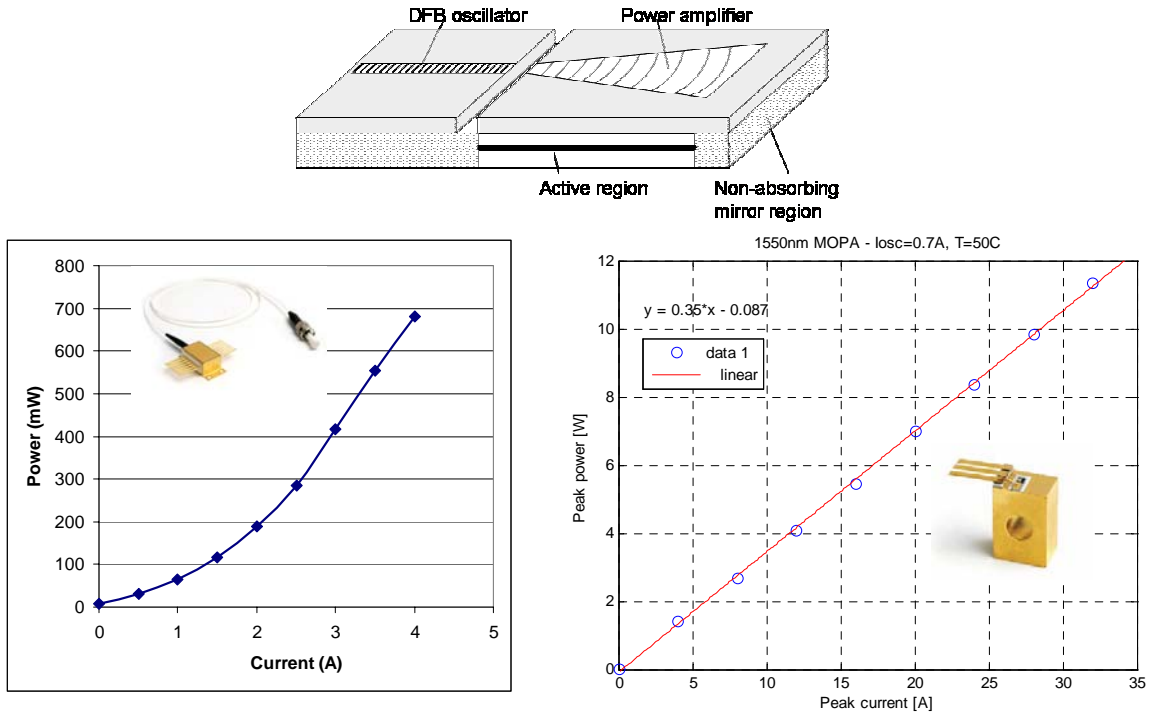 DFB oscillator
Power amplifier
Active region
Non-absorbing
mirror region
800
700
600
500
400
300
200
100
0
Power (mW)
0 1 2 3 4 5
Current (A)
1550nm MOPA - Iosc=0.7A, T=50C
12
10
8
6
4
2
0
Peak power [W]
y = 0.35*x - 0.087
data 1
linear
0 5 10 15 20 25 30 35
Peak current [A]